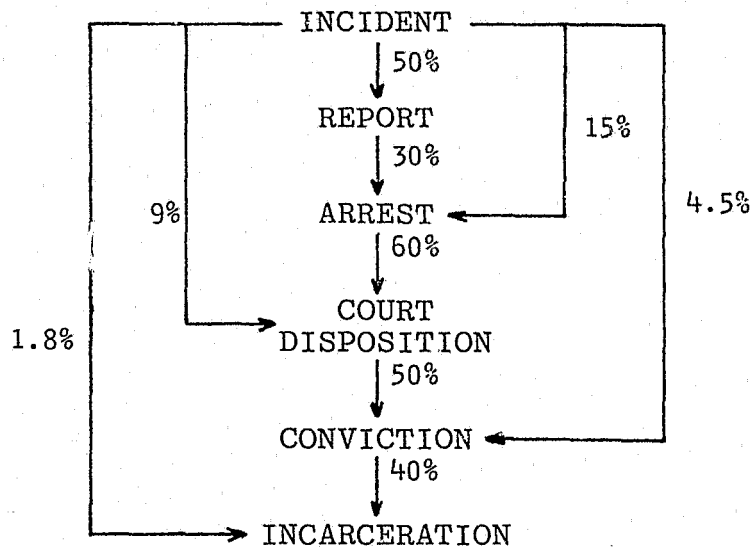 INCIDENT
50%
REPORT
15%
30%
4.5%
9%
ARREST
60%
COURT
1.8%
DISPOSITION
50%
CONVICTION
40%
INCARCERATION